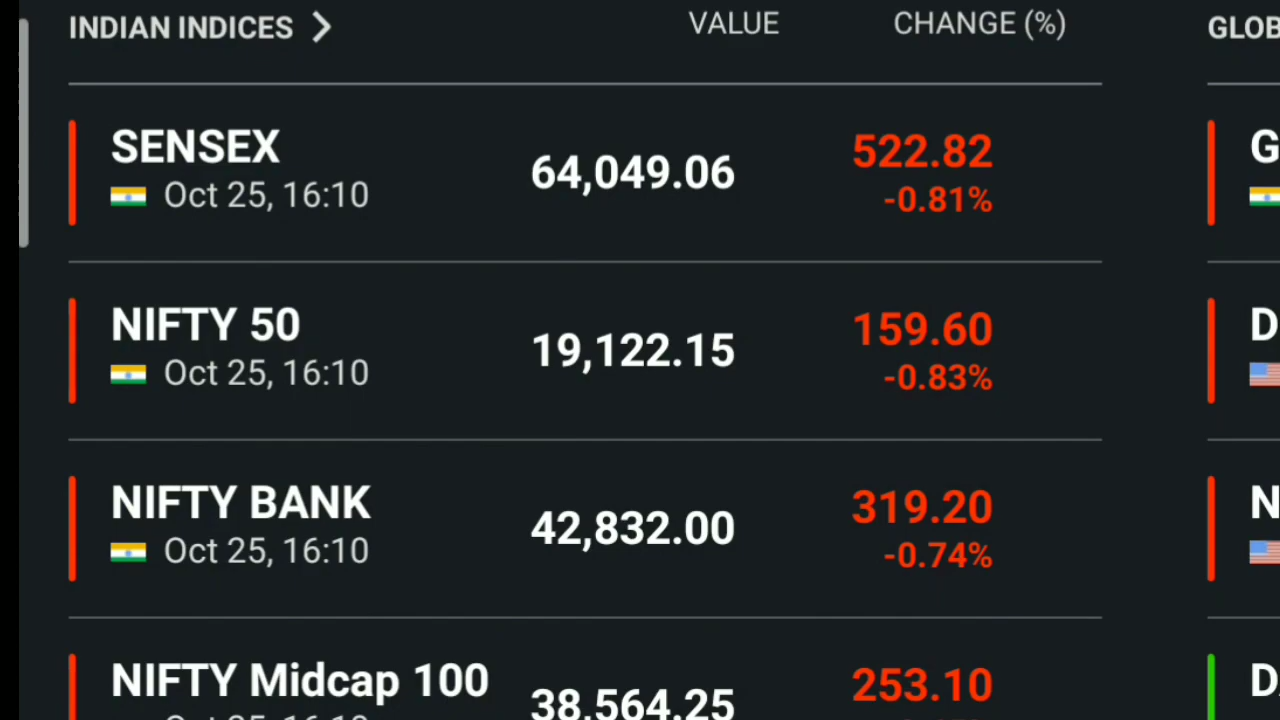 INDIAN INDICES VALUE CHANGE (%)
SENSEX
Oct 25, 16:10
64,049.06
522.82
-0.81%
NIFTY 50
Oct 25, 16:10
19,122.15
159.60
-0.83%
NIFTY BANK
Oct 25, 16:10
42,832.00
319.20
-0.74%
NIFTY Midcap 100
38,564.25
253.10
GLOB
G
D
N
D